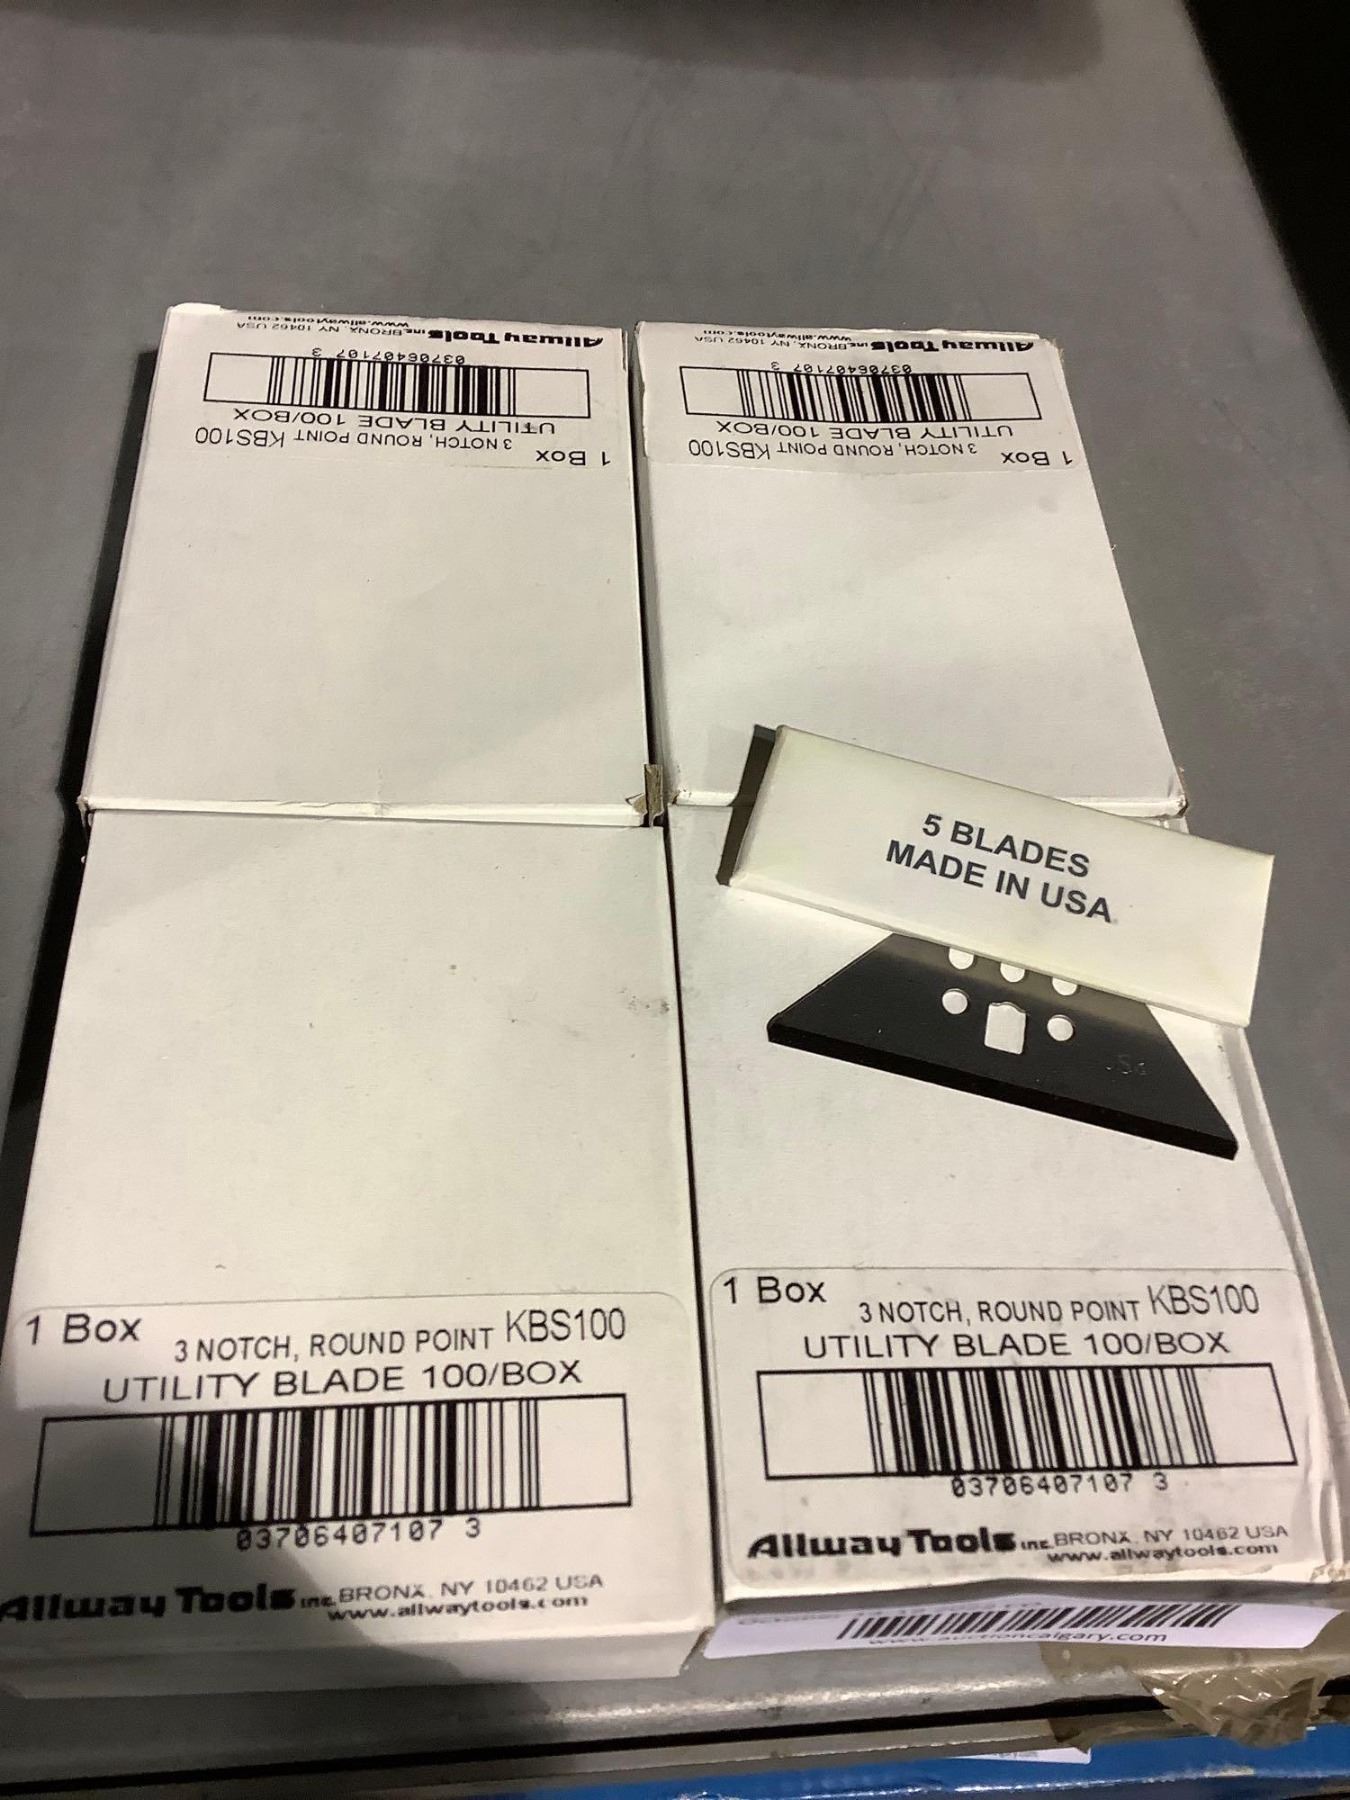 Allway Tools inc. BRONX, NY 10462 USA
www.allwaytools.com
03706407107 3
UTILITY BLADE 100/BOX
3 NOTCH, ROUND POINT KBS100
1 Box
Allway Tools inc. BRONX, NY 10462 USA
www.allwaytools.com
03706407107 3
UTILITY BLADE 100/BOX
3 NOTCH, ROUND POINT KBS100
1 Box
5 BLADES
MADE IN USA
1 Box 3 NOTCH, ROUND POINT KBS100
UTILITY BLADE 100/BOX
03706407107 3
Allway Tools inc. BRONX, NY 10462 USA
www.allwaytools.com
1 Box 3 NOTCH, ROUND POINT KBS100
UTILITY BLADE 100/BOX
03706407107 3
Allway Tools inc. BRONX, NY 10462 USA
www.allwaytools.com
www.auctioncalgary.com